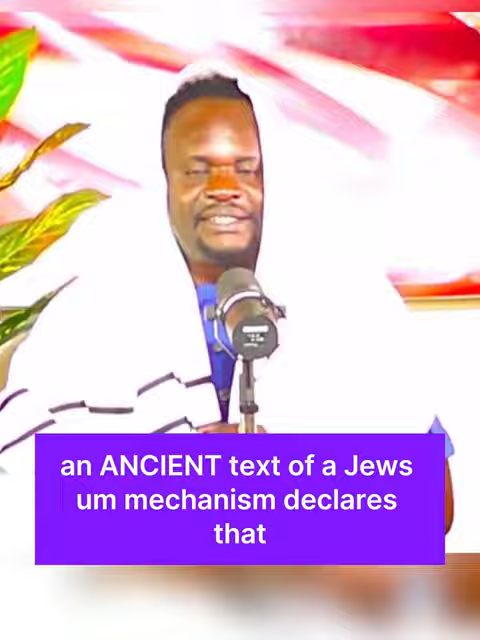 an ANCIENT text of a Jews
um mechanism declares
that